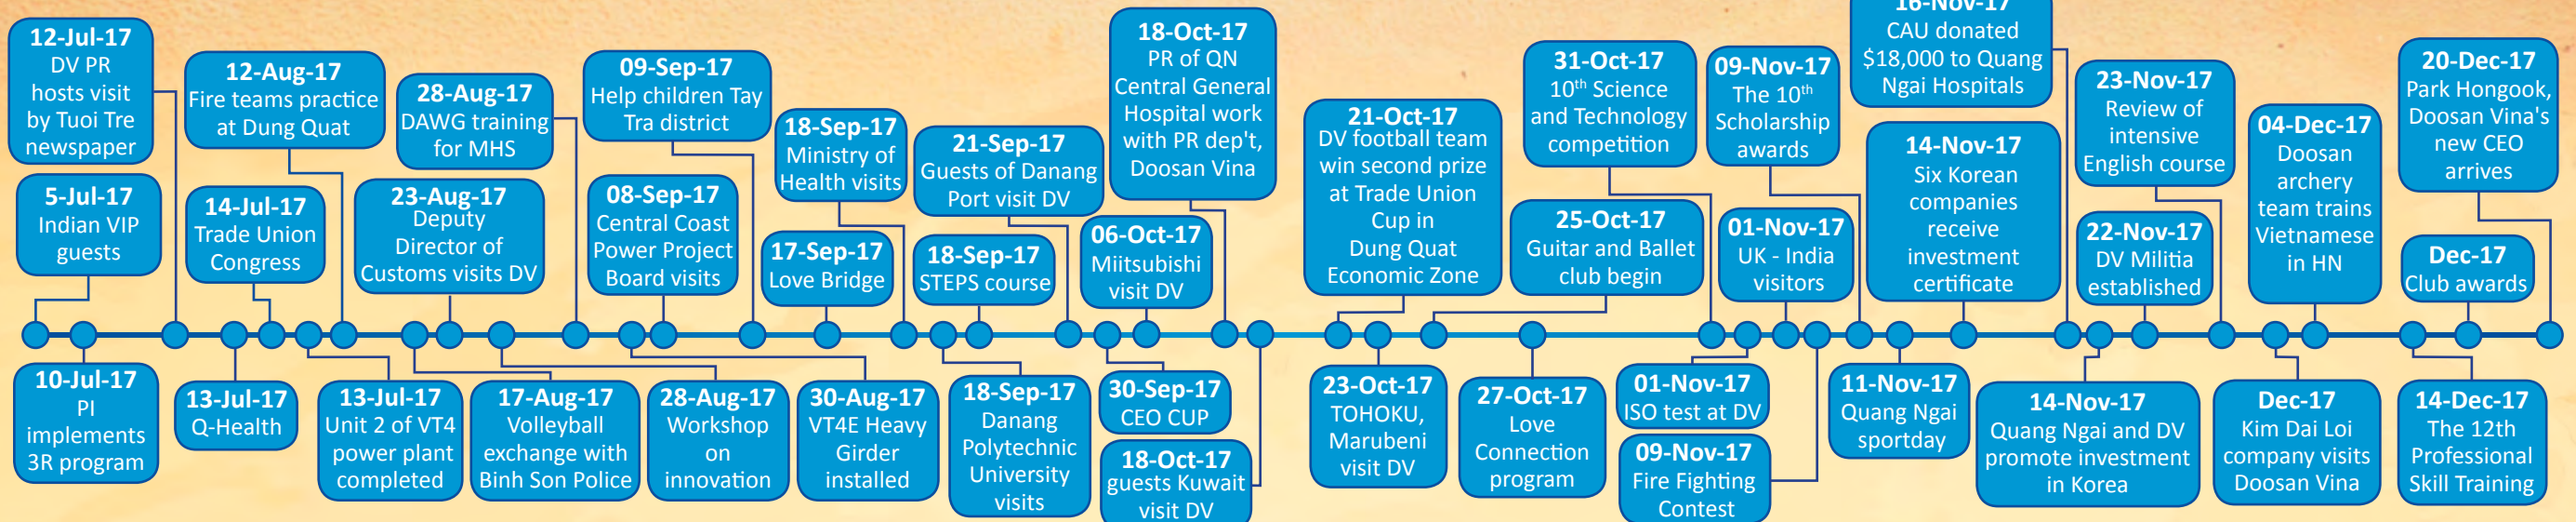 12-Jul-17
DV PR
hosts visit
by Tuoi Tre
newspaper
5-Jul-17
Indian VIP
guests
12-Aug-17
Fire teams practice
at Dung Quat
14-Jul-17
Trade Union
Congress
28-Aug-17
DAWG training
for MHS
23-Aug-17
Deputy
Director of
Customs visits DV
09-Sep-17
Help children Tay
Tra district
08-Sep-17
Central Coast
Power Project
Board visits
18-Sep-17
Ministry of
Health visits
17-Sep-17
Love Bridge
21-Sep-17
Guests of Danang
Port visit DV
18-Sep-17
STEPS course
18-Oct-17
PR of QN
Central General
Hospital work
with PR dep't,
Doosan Vina
06-Oct-17
Miitsubishi
visit DV
21-Oct-17
DV football team
win second prize
at Trade Union
Cup in
Dung Quat
Economic Zone
31-Oct-17
10th Science
and Technology
competition
25-Oct-17
Guitar and Ballet
club begin
09-Nov-17
The 10th
Scholarship
awards
01-Nov-17
UK - India
visitors
16-Nov-17
CAU donated
$18,000 to Quang
Ngai Hospitals
14-Nov-17
Six Korean
companies
receive
investment
certificate
23-Nov-17
Review of
intensive
English course
22-Nov-17
DV Militia
established
04-Dec-17
Doosan
archery
team trains
Vietnamese
in HN
20-Dec-17
Park Hongook,
Doosan Vina's
new CEO
arrives
Dec-17
Club awards
10-Jul-17
PI
implements
3R program
13-Jul-17
Q-Health
13-Jul-17
Unit 2 of VT4
power plant
completed
17-Aug-17
Volleyball
exchange with
Binh Son Police
28-Aug-17
Workshop
on
innovation
30-Aug-17
VT4E Heavy
Girder
installed
18-Sep-17
Danang
Polytechnic
University
visits
30-Sep-17
CEO CUP
18-Oct-17
guests Kuwait
visit DV
23-Oct-17
TOHOKU,
Marubeni
visit DV
27-Oct-17
Love
Connection
program
01-Nov-17
ISO test at DV
09-Nov-17
Fire Fighting
Contest
11-Nov-17
Quang Ngai
sportday
14-Nov-17
Quang Ngai and DV
promote investment
in Korea
Dec-17
Kim Dai Loi
company visits
Doosan Vina
14-Dec-17
The 12th
Professional
Skill Training